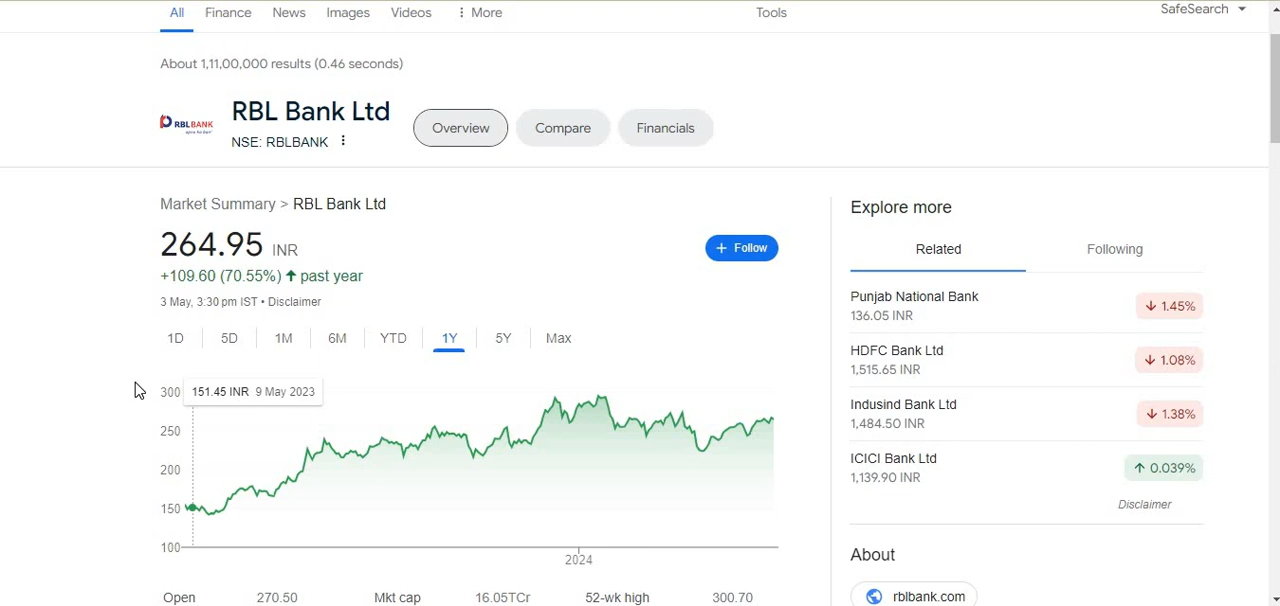 All Finance News Images Videos More Tools SafeSearch
About 1,11,00,000 results (0.46 seconds)
RBLBANK
RBL Bank Ltd
NSE: RBLBANK
Overview Compare Financials
Market Summary > RBL Bank Ltd
264.95 INR
+ Follow
+109.60 (70.55%) ↑ past year
3 May, 3:30 pm IST • Disclaimer
1D 5D 1M 6M YTD 1Y 5Y Max
151.45 INR 9 May 2023
300
250
200
150
100
2024
Open 270.50 Mkt cap 16.05TCr 52-wk high 300.70
Explore more
Related Following
Punjab National Bank
136.05 INR
↓ 1.45%
HDFC Bank Ltd
1,515.65 INR
↓ 1.08%
Indusind Bank Ltd
1,484.50 INR
↓ 1.38%
ICICI Bank Ltd
1,139.90 INR
↑ 0.039%
Disclaimer
About
rblbank.com